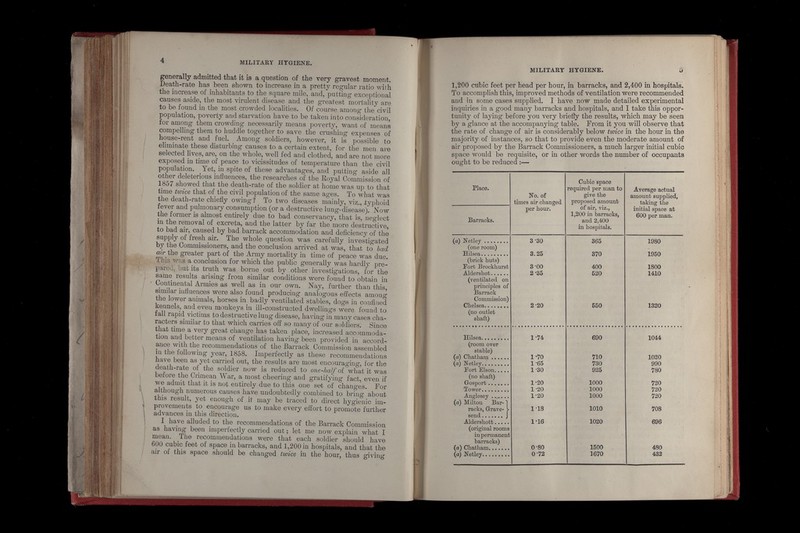 4
MILITARY HYGIENE.
generally admitted that it is a question of the very gravest moment.
Death-rate has been shown to increase in a pretty regular ratio with
the increase of inhabitants to the square mile, and, putting exceptional
causes aside, the most virulent disease and the greatest mortality are
to be found in the most crowded localities. Of course, among the civil
population, poverty and starvation have to be taken into consideration,
for among them crowding necessarily means poverty, want of means
compelling them to huddle together to save the crushing expenses of
house-rent and fuel. Among soldiers, however, it is possible to
eliminate these disturbing causes to a certain extent, for the men are
selected lives, are, on the whole, well fed and clothed, and are not more
exposed in time of peace to vicissitudes of temperature than the civil
population. Yet, in spite of these advantages, and putting aside all
other deleterious influences, the researches of the Royal Commission of
1857 showed that the death-rate of the soldier at home was up to that
time twice that of the civil population of the same ages. To what was
the death-rate chiefly owing? To two diseases mainly, viz., typhoid
fever and pulmonary consumption (or a destructive lung-disease). Now
the former is almost entirely due to bad conservancy, that is, neglect
in the removal of excreta, and the latter by far the more destructive,
to bad air, caused by bad barrack accommodation and deficiency of the
supply of fresh air. The whole question was carefully investigated
by the Commissioners, and the conclusion arrived at was, that to bad
air the greater part of the Army mortality in time of peace was due.
This was a conclusion for which the public generally was hardly pre-
pared, but its truth was borne out by other investigations, for the
same results arising from similar conditions were found to obtain in
Continental Armies as well as in our own. Nay, further than this,
similar influences were also found producing analogous effects among
the lower animals, horses in badly ventilated stables, dogs in confined
kennels, and even monkeys in ill-constructed dwellings were found to
fall rapid victims to destructive lung disease, having in many cases cha-
racters similar to that which carries off so many of our soldiers. Since
that time a very great change has taken place, increased accommoda-
tion and better means of ventilation having been provided in accord-
ance with the recommendations of the Barrack Commission assembled
in the following year, 1858. Imperfectly as these recommendations
have been as yet carried out, the results are most encouraging, for the
death-rate of the soldier now is reduced to one-half of what it was
before the Crimean War, a most cheering and gratifying fact, even if
we admit that it is not entirely due to this one set of changes. For
although numerous causes have undoubtedly combined to bring about
this result, yet enough of it may be traced to direct hygienic im-
provements to encourage us to make every effort to promote further
advances in this direction.
I have alluded to the recommendations of the Barrack Commission
as having been imperfectly carried out; let me now explain what I
mean. The recommendations were that each soldier should have
600 cubic feet of space in barracks, and 1,200 in hospitals, and that the
air of this space should be changed twice in the hour, thus giving
MILITARY HYGIENE.
5
1,200 cubic feet per head per hour, in barracks, and 2,400 in hospitals.
To accomplish this, improved methods of ventilation were recommended
and in some cases supplied. I have now made detailed experimental
inquiries in a good many barracks and hospitals, and I take this oppor-
tunity of laying before you very briefly the results, which may be seen
by a glance at the accompanying table. From it you will observe that
the rate of change of air is considerably below twice in the hour in the
majority of instances, so that to provide even the moderate amount of
air proposed by the Barrack Commissioners, a much larger initial cubic
space would be requisite, or in other words the number of occupants
ought to be reduced :—
Place.
Barracks.
No. of
times air changed
per hour.
Cubic space
required per man to
give the
proposed amount
of air, viz.,
1,200 in barracks,
and 2,400
in hospitals.
Average actual
amount supplied,
taking the
initial space at
600 per man.
(a) Netley ......... 3·30 365 1980
(one room)
Hilsea.......... 3.25 370 1950
(brick huts)
Fort Brockhurst 3·00 400 1800
Aldershot...... 2·35 520 1410
(ventilated on
principles of
Barrack
Commission)
Chelsea......... 2·20 550 1320
(no outlet
shaft)
Hilsea.......... 1·74 690 1044
(room over
stable)
(a) Chatham ...... 1·70 710 1020
(a) Netley......... 1·65 730 990
Fort Elson..... 1·30 925 780
(no shaft)
Gosport ....... 1·20 1000 720
Tower......... 1·20 1000 720
Anglesey ...... 1·20 1000 720
(a) Milton Bar-
racks, Grave- 1·18 1010 708
send .......
Aldershott ..... 1·16 1020 696
(original rooms
in permanent
barracks)
(a) Chatham....... 0·80 1500 480
(a) Netley......... 0·72 1670 432